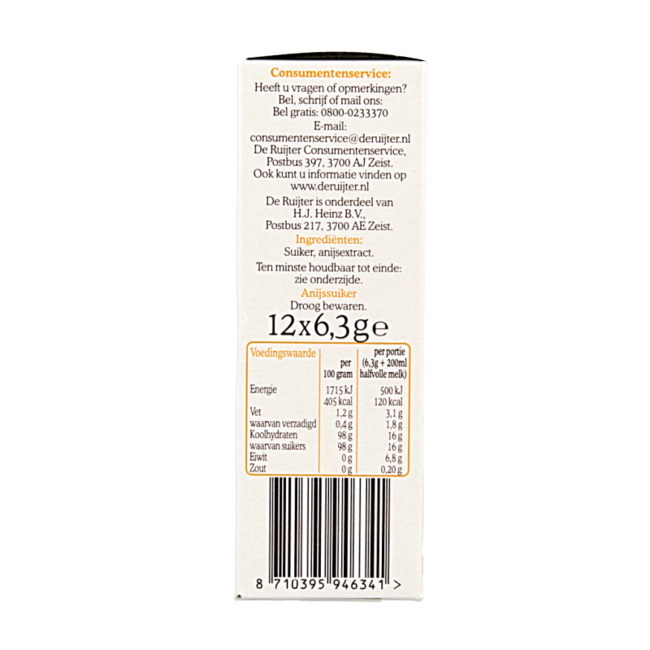 Consumentenservice:
Heeft u vragen of opmerkingen?
Bel, schrijf of mail ons:
Bel gratis: 0800-0233370
E-mail:
consumentenservice@deruijter.nl
De Ruijter Consumentenservice,
Postbus 397, 3700 AJ Zeist.
Ook kunt u informatie vinden op
www.deruijter.nl
De Ruijter is onderdeel van
H.J. Heinz B.V.,
Postbus 217, 3700 AE Zeist.
Ingrediënten:
Suiker, anijsextract.
Ten minste houdbaar tot einde:
zie onderzijde.
Anijssuiker
Droog bewaren.
12x6,3g℮
Voedingswaarde per 100 gram per portie (6,3g + 200ml halfvolle melk)
Energie 1715 kJ 500 kJ
405 kcal 120 kcal
Vet 1,2 g 3,1 g
waarvan verzadigd 0,4 g 1,8 g
Koolhydraten 98 g 16 g
waarvan suikers 98 g 16 g
Eiwit 0 g 6,8 g
Zout 0 g 0,20 g
8 710395 946341 >